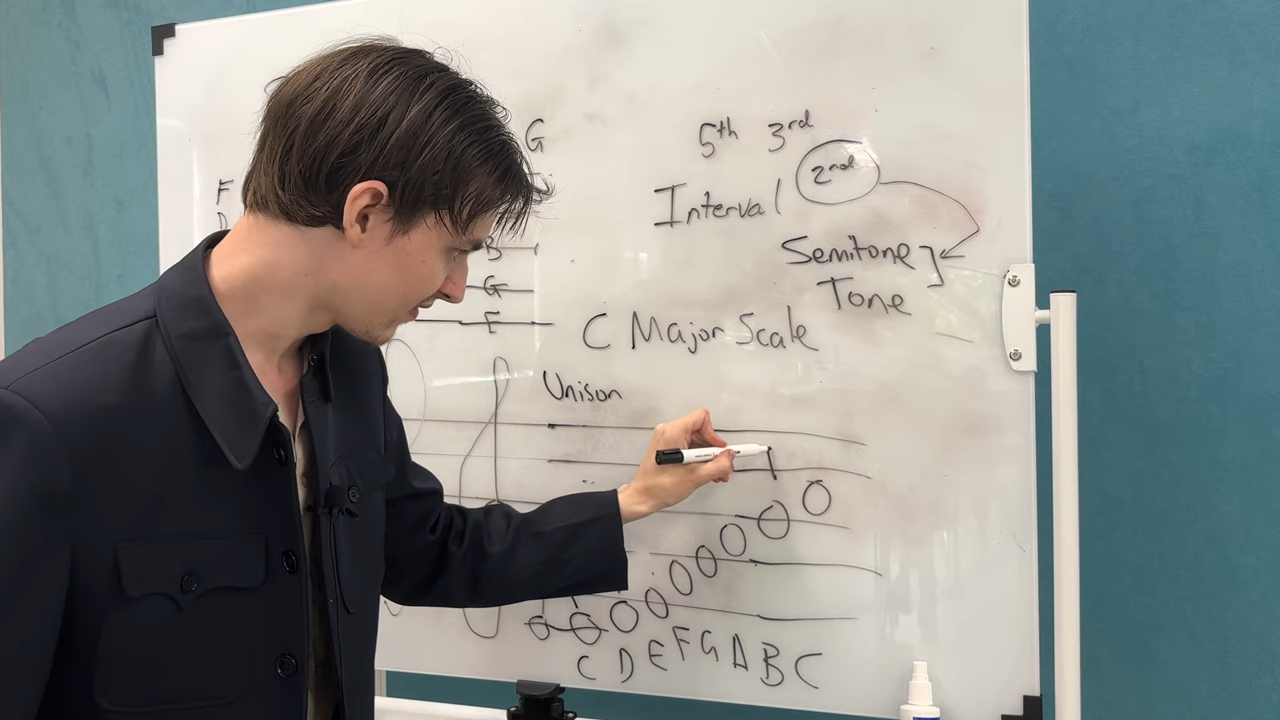 G
F
D
B
G
E
5th 3rd
Interval 2nd
Semitone
Tone
C Major Scale
Unison
C D E F G A B C